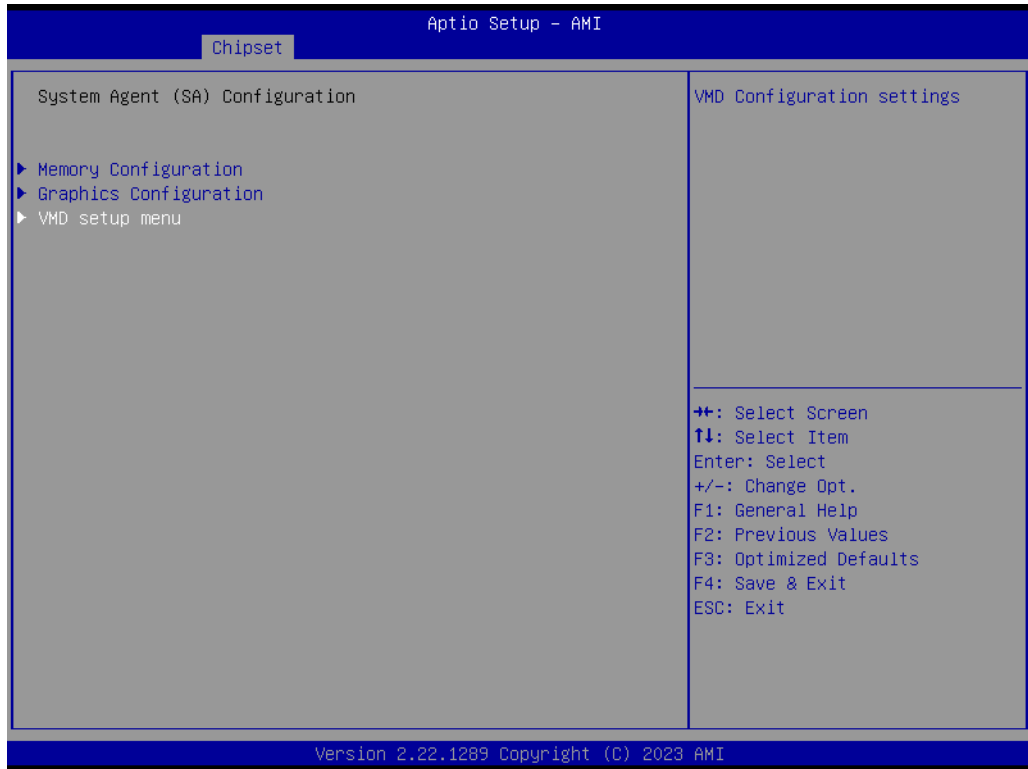 Aptio Setup – AMI
Chipset
System Agent (SA) Configuration
▶ Memory Configuration
▶ Graphics Configuration
▶ VMD setup menu
VMD Configuration settings
→←: Select Screen
↑↓: Select Item
Enter: Select
+/-: Change Opt.
F1: General Help
F2: Previous Values
F3: Optimized Defaults
F4: Save & Exit
ESC: Exit
Version 2.22.1289 Copyright (C) 2023 AMI